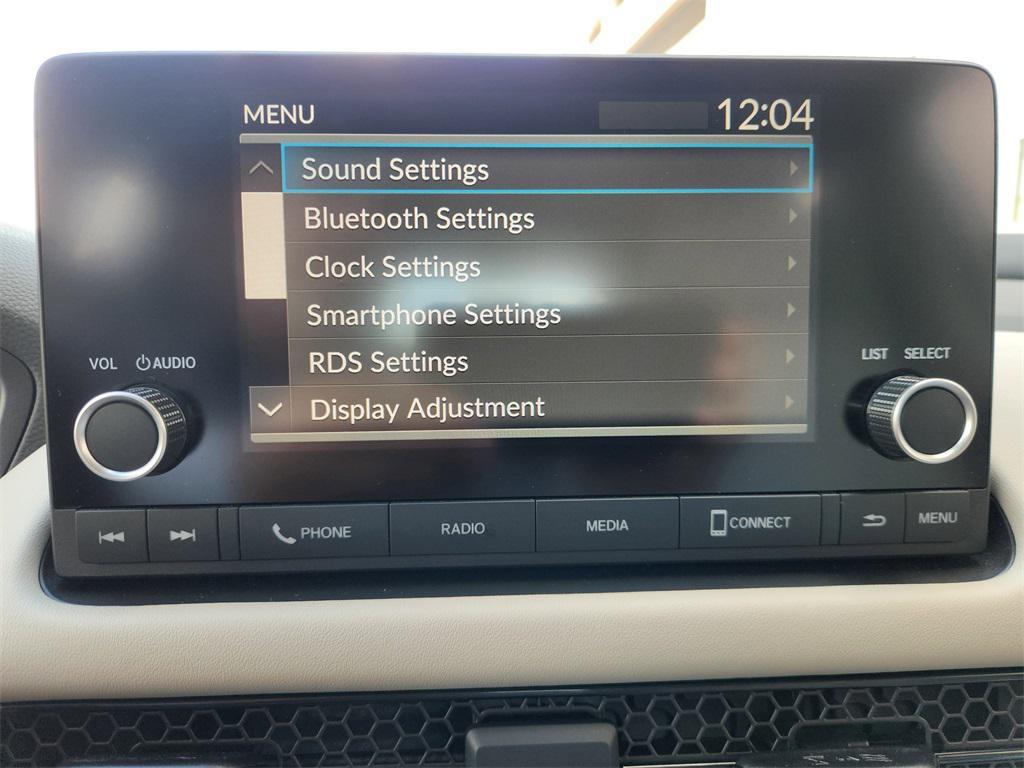 MENU 12:04
Sound Settings
Bluetooth Settings
Clock Settings
Smartphone Settings
RDS Settings
Display Adjustment
VOL AUDIO
LIST SELECT
PHONE RADIO MEDIA CONNECT MENU